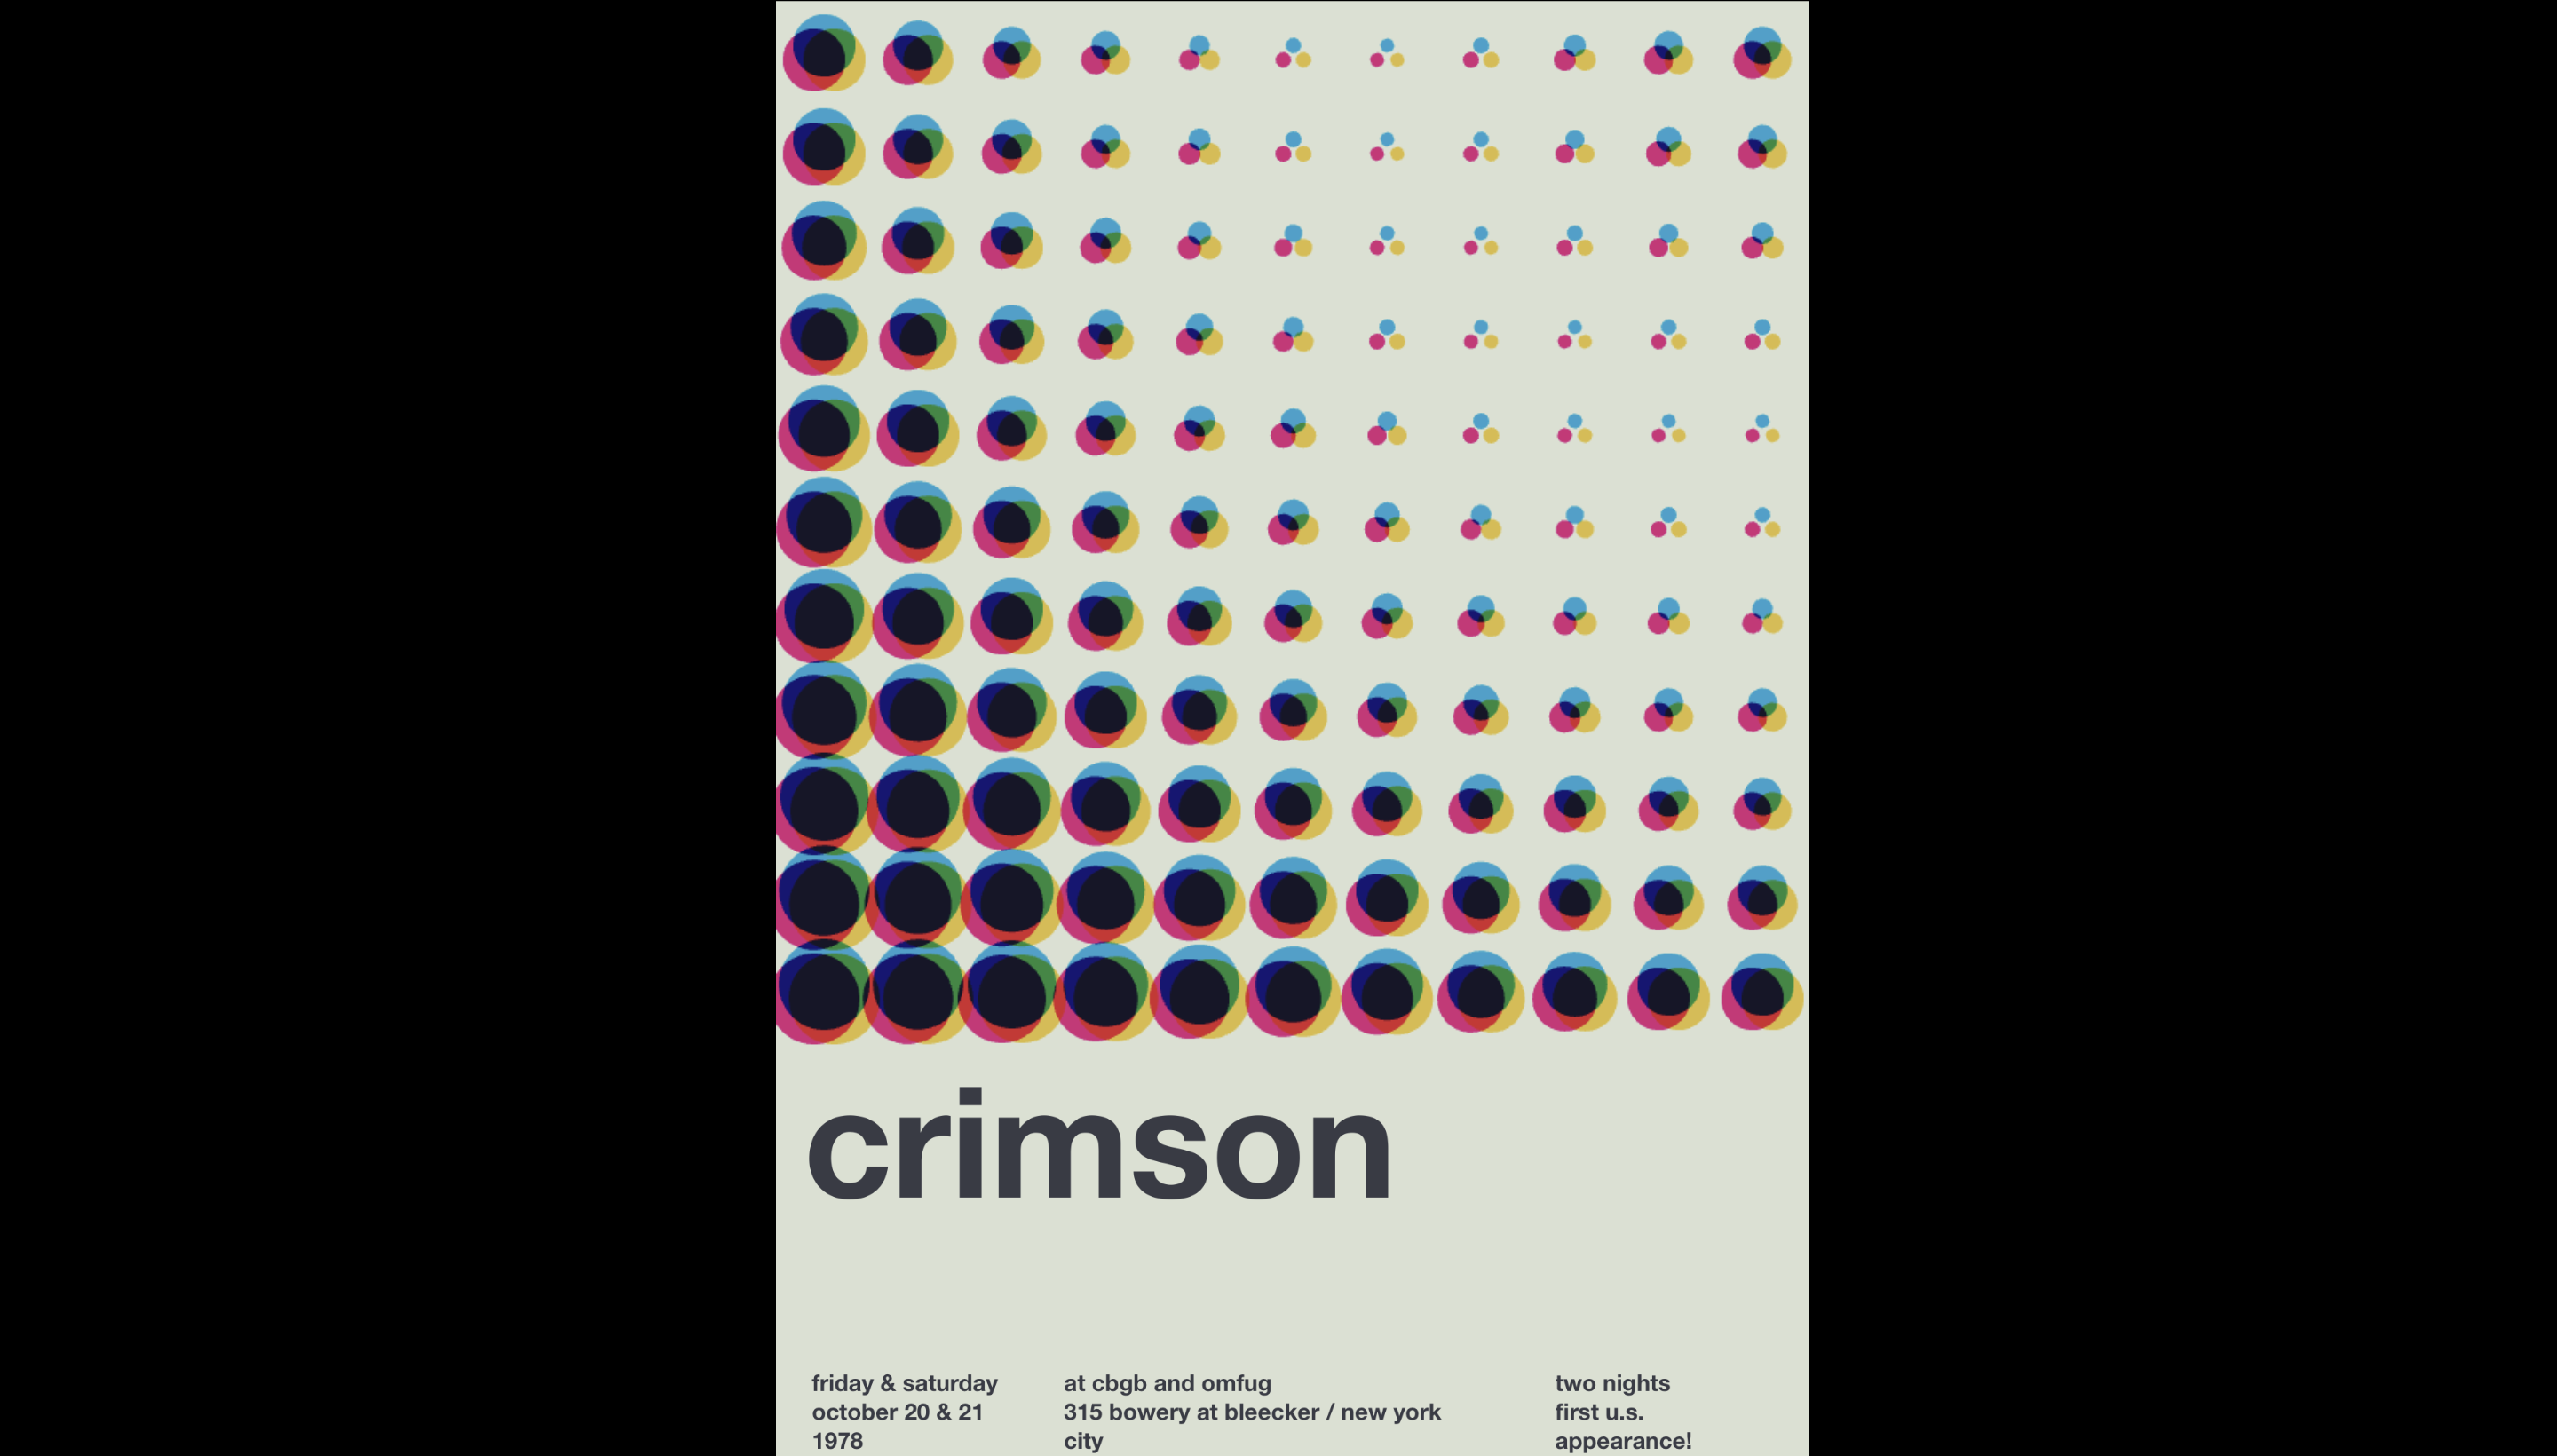 crimson
friday & saturday
october 20 & 21
1978
at cbgb and omfug
315 bowery at bleecker / new york
city
two nights
first u.s.
appearance!